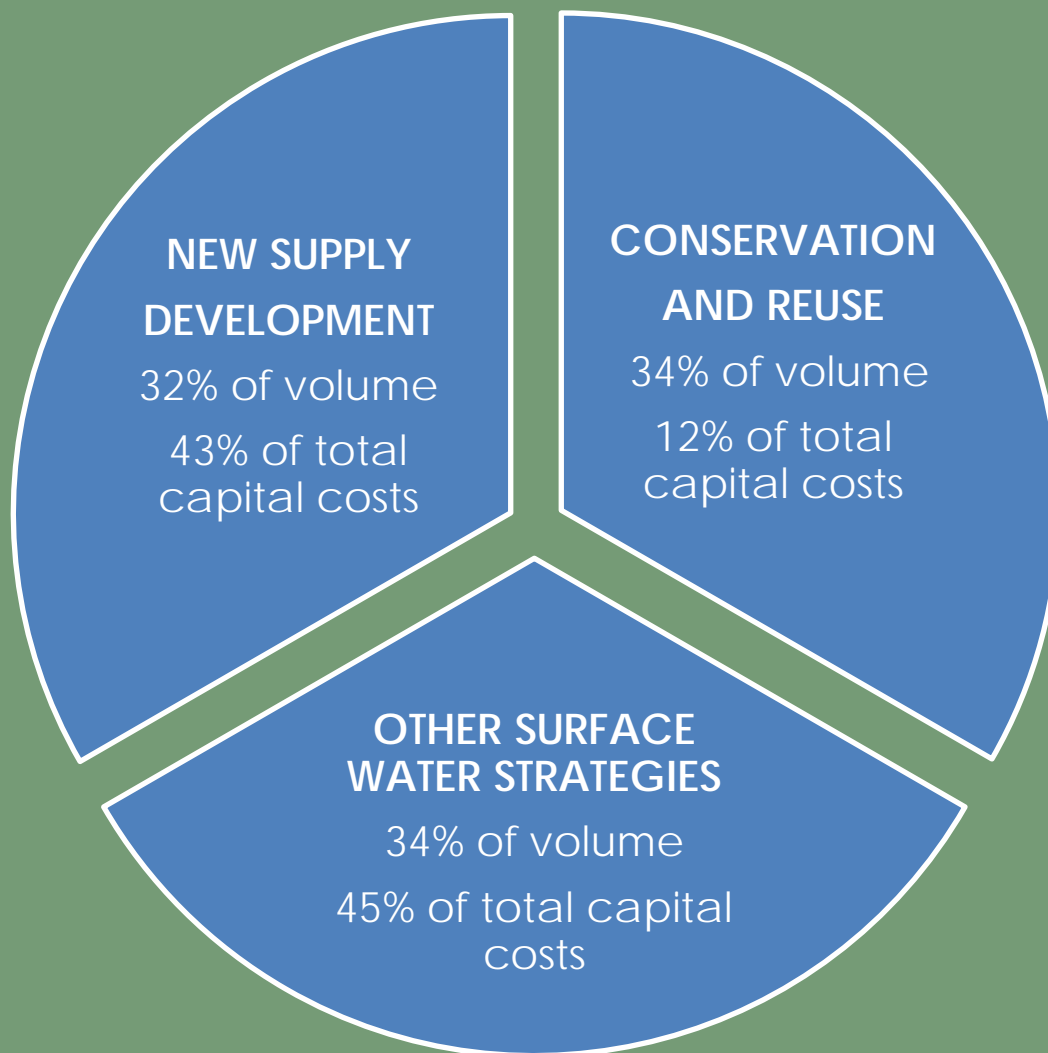 NEW SUPPLY
DEVELOPMENT
32% of volume
43% of total
capital costs
CONSERVATION
AND REUSE
34% of volume
12% of total
capital costs
OTHER SURFACE
WATER STRATEGIES
34% of volume
45% of total capital
costs